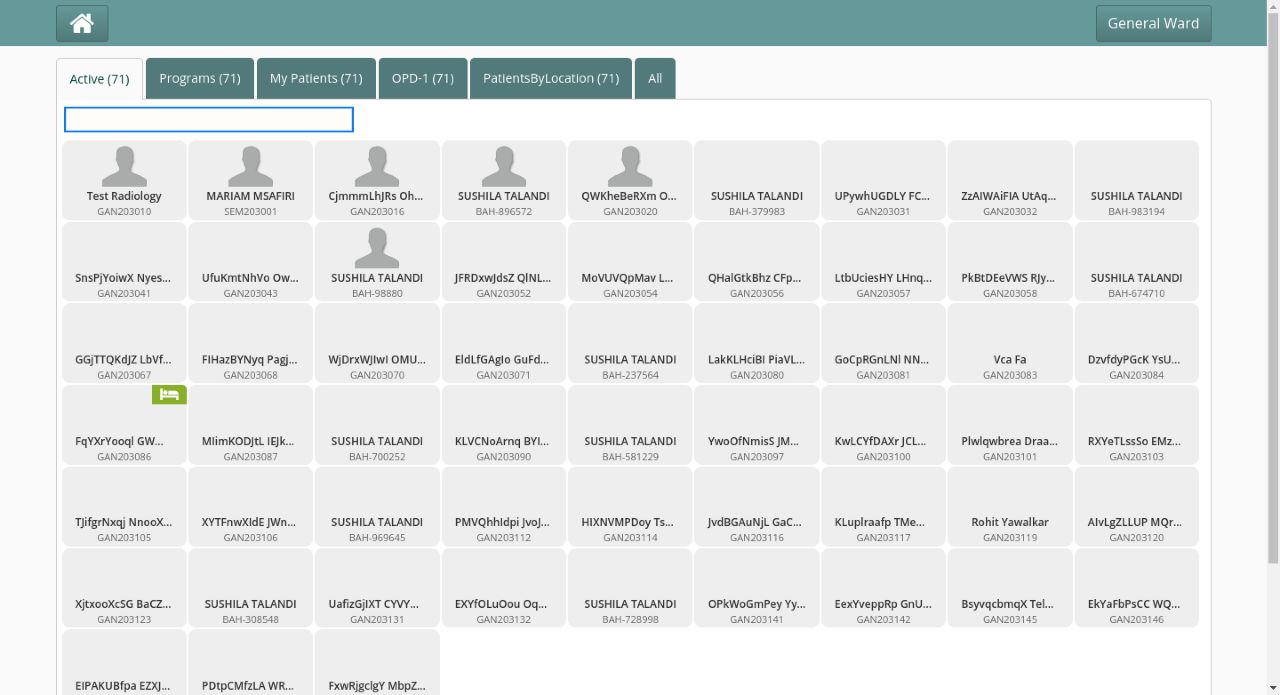 General Ward
Active (71)
Programs (71)
My Patients (71)
OPD-1 (71)
PatientsByLocation (71)
All
Test Radiology
GAN203010
MARIAM MSAFIRI
SEM203001
CjmmmLhJRs Oh...
GAN203016
SUSHILA TALANDI
BAH-896572
QWKheBeRXm O...
GAN203020
SUSHILA TALANDI
BAH-379983
UPywhUGDLY FC...
GAN203031
ZzAIWAiFIA UtAq...
GAN203032
SUSHILA TALANDI
BAH-983194
SnsPjYoiwX Nyes...
GAN203041
UfuKmtNhVo Ow...
GAN203043
SUSHILA TALANDI
BAH-98880
JFRDxwJdsZ QlNL...
GAN203052
MoVUVQpMav L...
GAN203054
QHalGtkBhz CFp...
GAN203056
LtbUciesHY LHnq...
GAN203057
PkBtDEeVWS RJy...
GAN203058
SUSHILA TALANDI
BAH-674710
GGjTTQKdJZ LbVf...
GAN203067
FIHazBYNyq Pagj...
GAN203068
WjDrxWJIwI OMU...
GAN203070
EldLfGAgIo GuFd...
GAN203071
SUSHILA TALANDI
BAH-237564
LakKLHciBI PiaVL...
GAN203080
GoCpRGnLNl NN...
GAN203081
Vca Fa
GAN203083
DzvfdyPGcK YsU...
GAN203084
FqYXrYooql GW...
GAN203086
MIimKODJtL IEJk...
GAN203087
SUSHILA TALANDI
BAH-700252
KLVCNoArnq BYI...
GAN203090
SUSHILA TALANDI
BAH-581229
YwoOfNmisS JM...
GAN203097
KwLCYfDAXr JCL...
GAN203100
Plwlqwbrea Draa...
GAN203101
RXYeTLssSo EMz...
GAN203103
TJifgrNxqj NnooX...
GAN203105
XYTFnwXIdE JWn...
GAN203106
SUSHILA TALANDI
BAH-969645
PMVQhhIdpi JvoJ...
GAN203112
HIXNVMPDoy Ts...
GAN203114
JvdBGAuNjL GaC...
GAN203116
KLuplraafp TMe...
GAN203117
Rohit Yawalkar
GAN203119
AIvLgZLLUP MQr...
GAN203120
XjtxooXcSG BaCZ...
GAN203123
SUSHILA TALANDI
BAH-308548
UafizGjIXT CYVY...
GAN203131
EXYfOLuOou Oq...
GAN203132
SUSHILA TALANDI
BAH-728998
OPkWoGmPey Yy...
GAN203141
EexYveppRp GnU...
GAN203142
BsyvqcbmqX Tel...
GAN203145
EkYaFbPsCC WQ...
GAN203146
EIPAKUBfpa EZXJ...
PDtpCMfzLA WR...
FxwRjgclgY MbpZ...